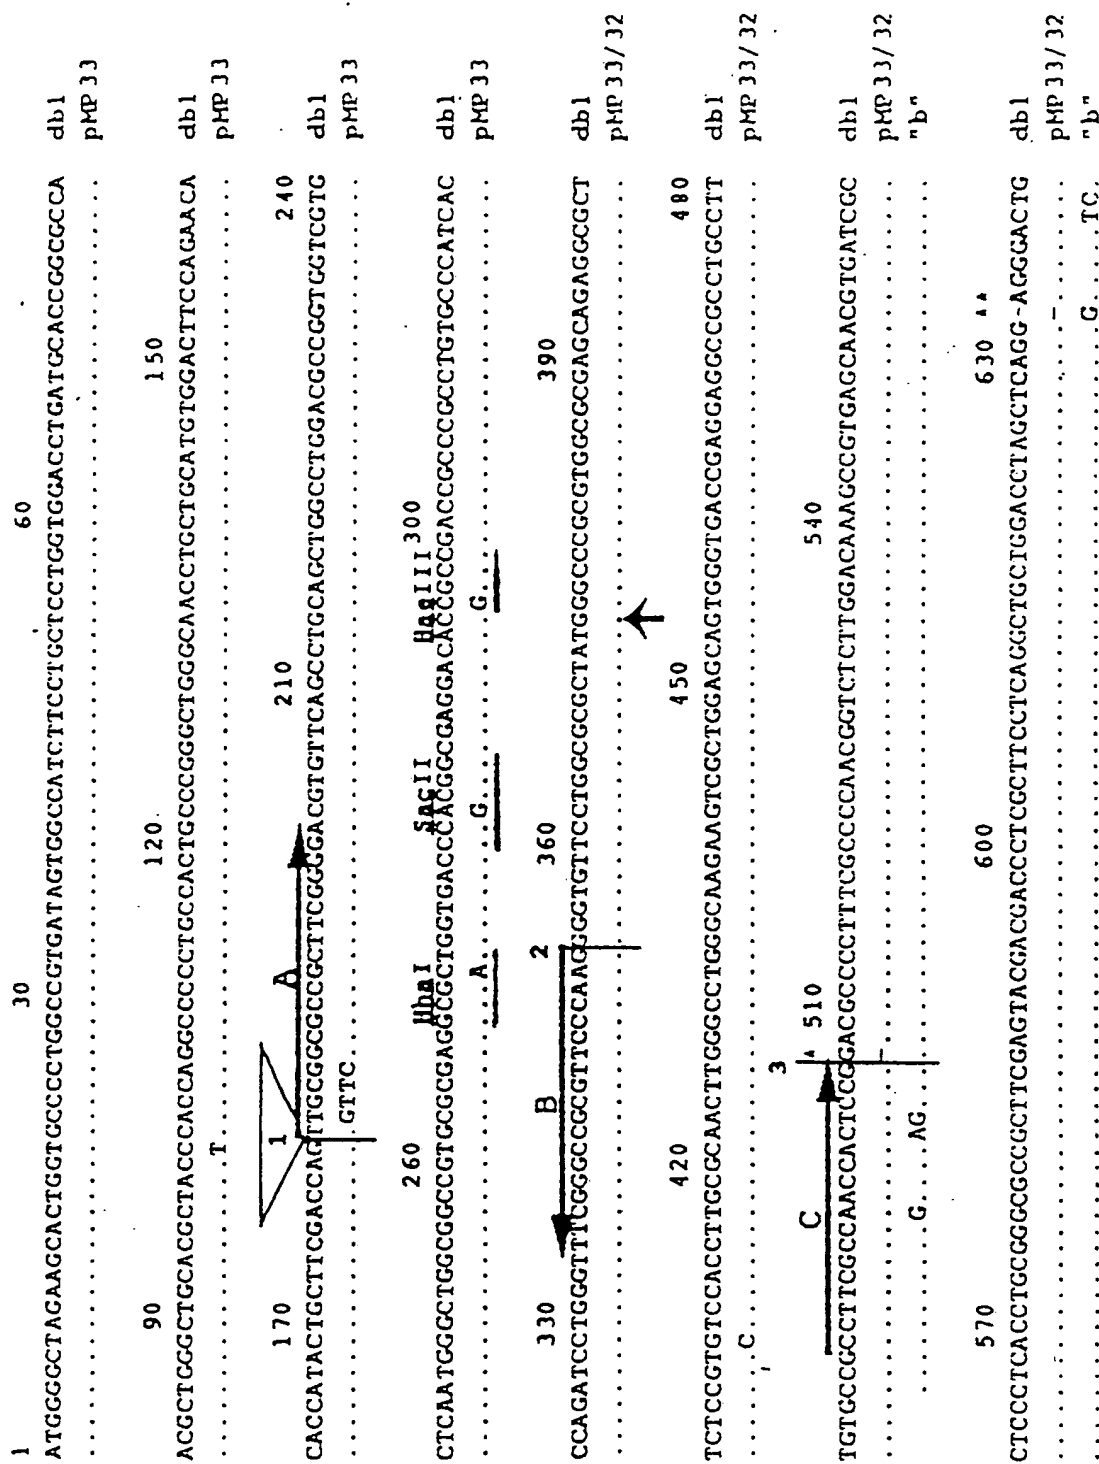 1 30 60
ATGGGGCTAGAAGCACTGGTGCCCCTGGCCGTGATAGTGGCCATCTTCCTGCTCCTGGTGGACCTGATGCACCGGCGCCA db1
pMP33
90 120 150
ACGCTGGGCTGCACGCTACCCACCAGGCCCCCTGCCACTGCCCGGGCTGGGCAACCTGCTGCATGTGGACTTCCAGAACA db1
T pMP33
170 1 A 210 240
CACCATACTGCTTCGACCAGTTGCGGCGCCGCTTCGGGGACGTGTTCAGCCTGCAGCTGGCCTGGACGCCGGTGGTCGTG db1
GTTC pMP33
260 HhaI SacII HaeIII 300
CTCAATGGGCTGGCGGCCGTGCGCGAGGCGCTGGTGACCCACGGCGAGGACACCGCCGACCGCCCGCCTGTGCCCATCAC db1
A G G pMP33
330 B 2 360 390
CCAGATCCTGGGTTTCGGGCCGCGTTCCCAAGGGGTGTTCCTGGCGCGCTATGGCCCGCGTGGCGCGAGCAGAGGCGCT db1
pMP33/32
420 450 480
TCTCCGTGTCCACCTTGCGCAACTTGGGCCTGGGCAAGAAGTCGCTGGAGCAGTGGGTGACCGAGGAGGCCGCCTGCCTT db1
C pMP33/32
C 3 510 540
TGTGCCGCCTTCGCCAACCACTCCGGACGCCCCTTTCGCCCCAACGGTCTCTTGGACAAAGCCGTGAGCAACGTGATCGC db1
pMP33/32
G AG "b"
570 600 630
CTCCCTCACCTGCGGGCGCCGCTTCGAGTACGACGACCCTCGCTTCCTCAGGCTGCTGGACCTAGCTCAGG-AGGGACTG db1
- pMP33/32
G TC "b"